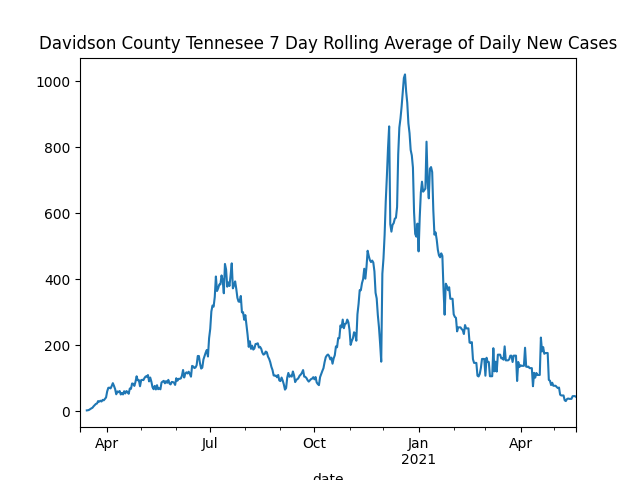 Davidson County Tennesee 7 Day Rolling Average of Daily New Cases
1000
800
600
400
200
0
Apr
Jul
Oct
Jan
2021
Apr
date